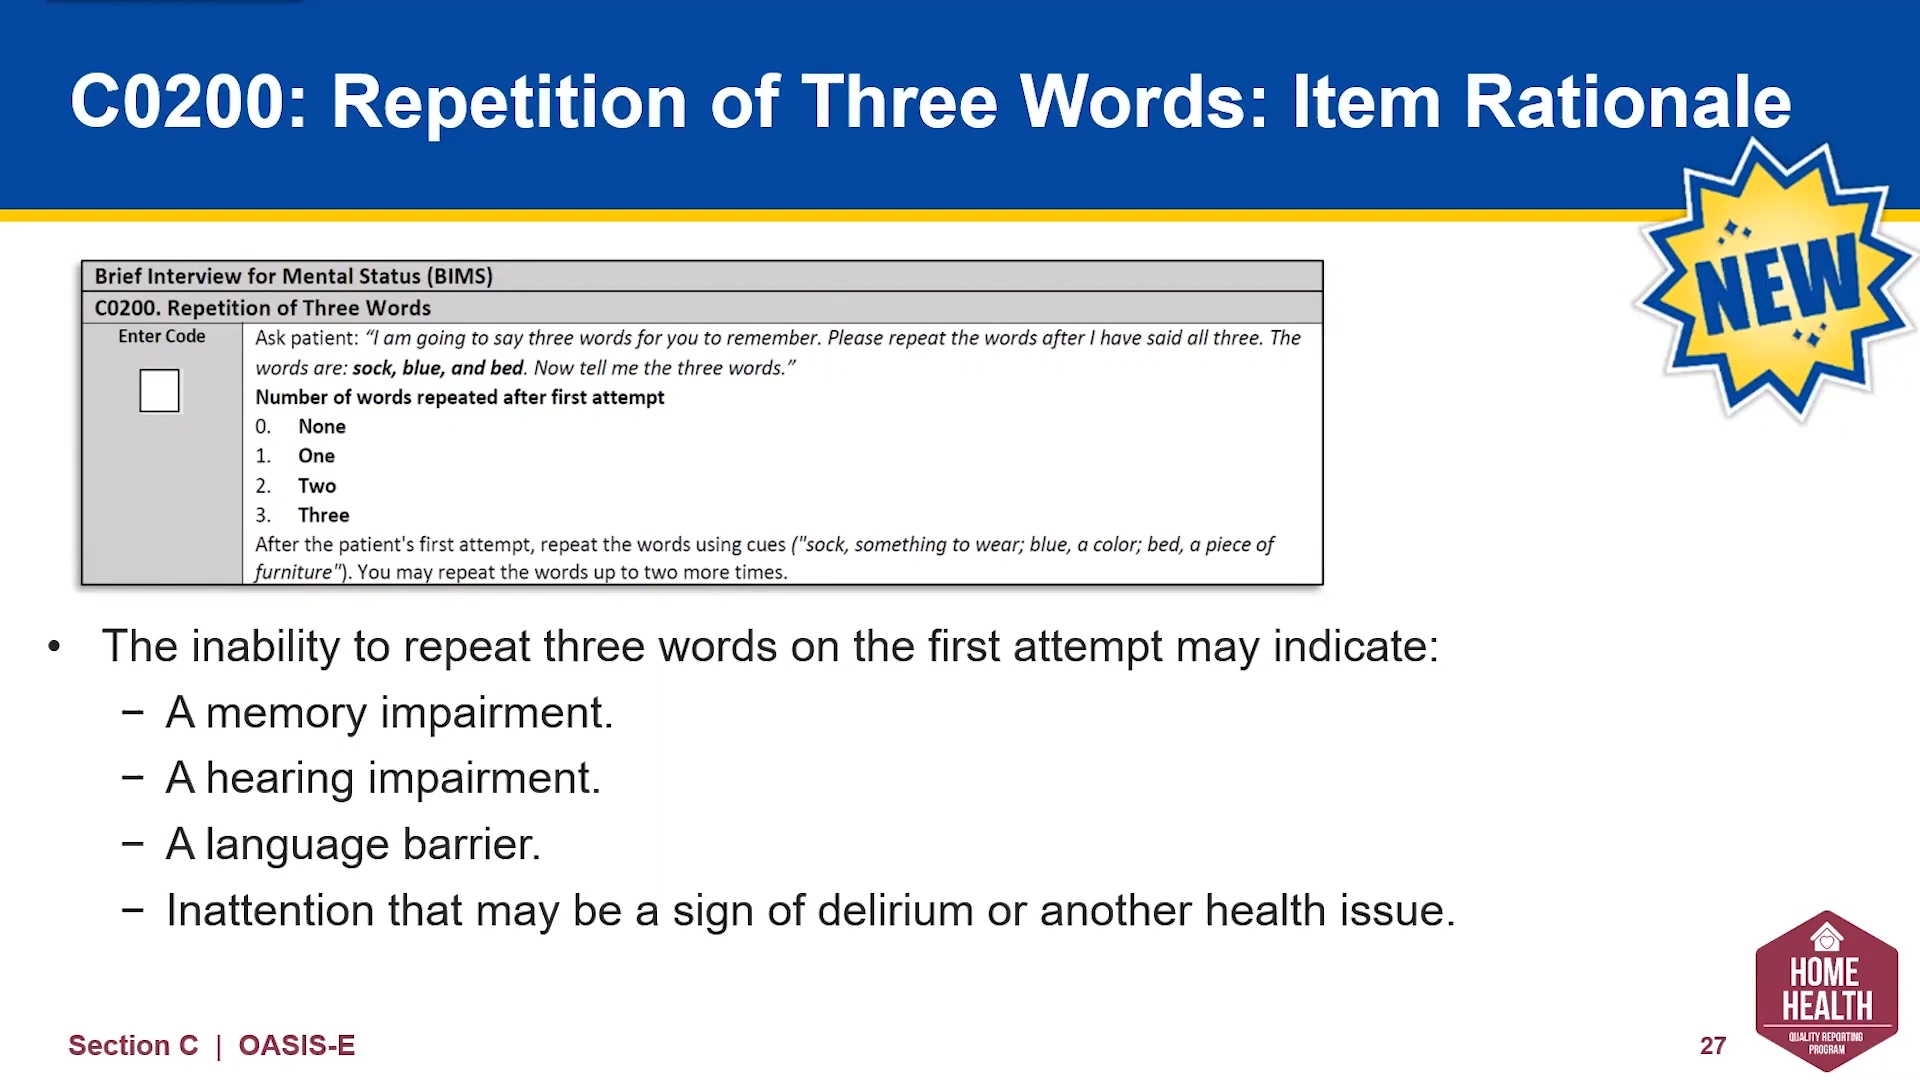 C0200: Repetition of Three Words: Item Rationale
NEW
Brief Interview for Mental Status (BIMS)
C0200. Repetition of Three Words
Enter Code
Ask patient: “I am going to say three words for you to remember. Please repeat the words after I have said all three. The
words are: sock, blue, and bed. Now tell me the three words.”
Number of words repeated after first attempt
0. None
1. One
2. Two
3. Three
After the patient's first attempt, repeat the words using cues ("sock, something to wear; blue, a color; bed, a piece of
furniture"). You may repeat the words up to two more times.
• The inability to repeat three words on the first attempt may indicate:
− A memory impairment.
− A hearing impairment.
− A language barrier.
− Inattention that may be a sign of delirium or another health issue.
HOME
HEALTH
QUALITY REPORTING
PROGRAM
Section C | OASIS-E
27